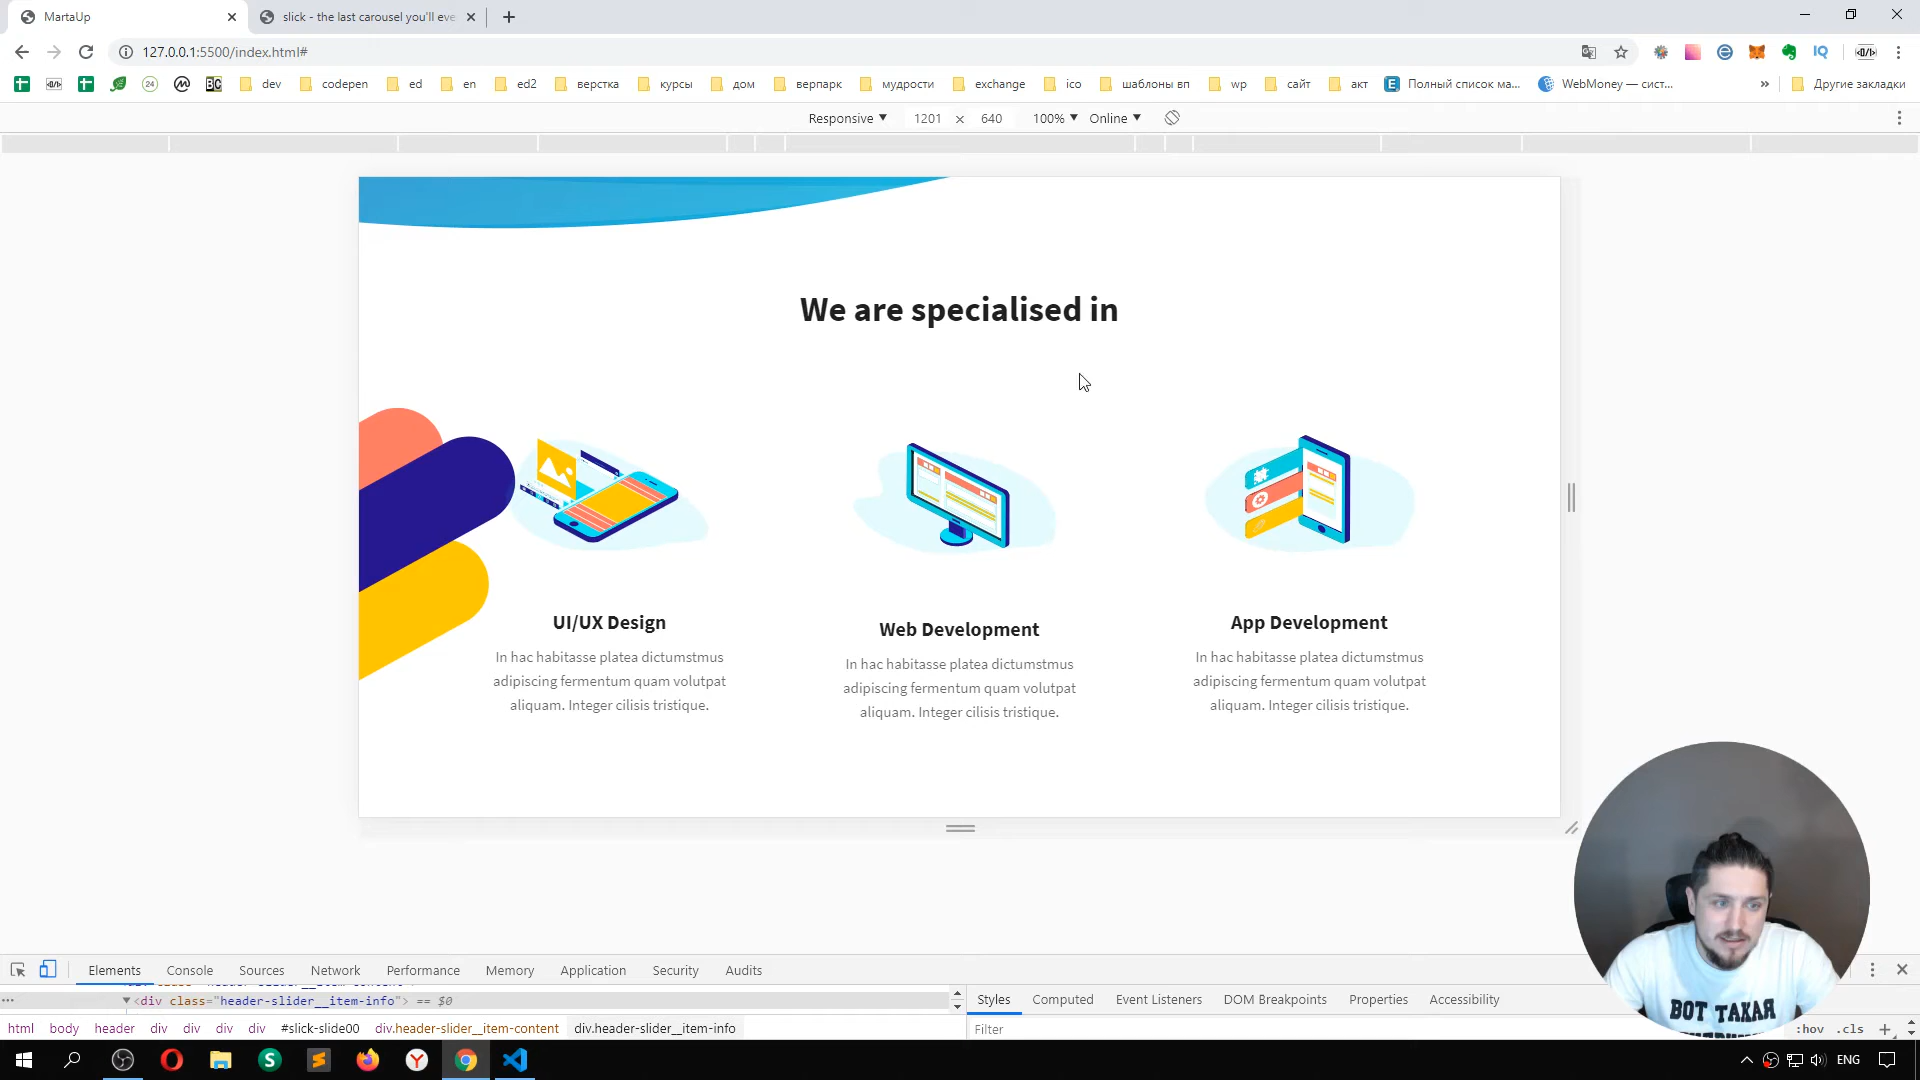 MartaUp
slick - the last carousel you'll eve
127.0.0.1:5500/index.html#
dev
codepen
ed
en
ed2
верстка
курсы
дом
верпарк
мудрости
exchange
ico
шаблоны вп
wp
сайт
акт
Полный список ма...
WebMoney — сист...
»
Другие закладки
Responsive
1201
×
640
100%
Online
We are specialised in
UI/UX Design
In hac habitasse platea dictumstmus
adipiscing fermentum quam volutpat
aliquam. Integer cilisis tristique.
Web Development
In hac habitasse platea dictumstmus
adipiscing fermentum quam volutpat
aliquam. Integer cilisis tristique.
App Development
In hac habitasse platea dictumstmus
adipiscing fermentum quam volutpat
aliquam. Integer cilisis tristique.
Elements
Console
Sources
Network
Performance
Memory
Application
Security
Audits
<div class="header-slider__item-info"> == $0
html
body
header
div
div
div
div
#slick-slide00
div.header-slider__item-content
div.header-slider__item-info
Styles
Computed
Event Listeners
DOM Breakpoints
Properties
Accessibility
Filter
:hov
.cls
ВОТ ТАКАЯ
ENG